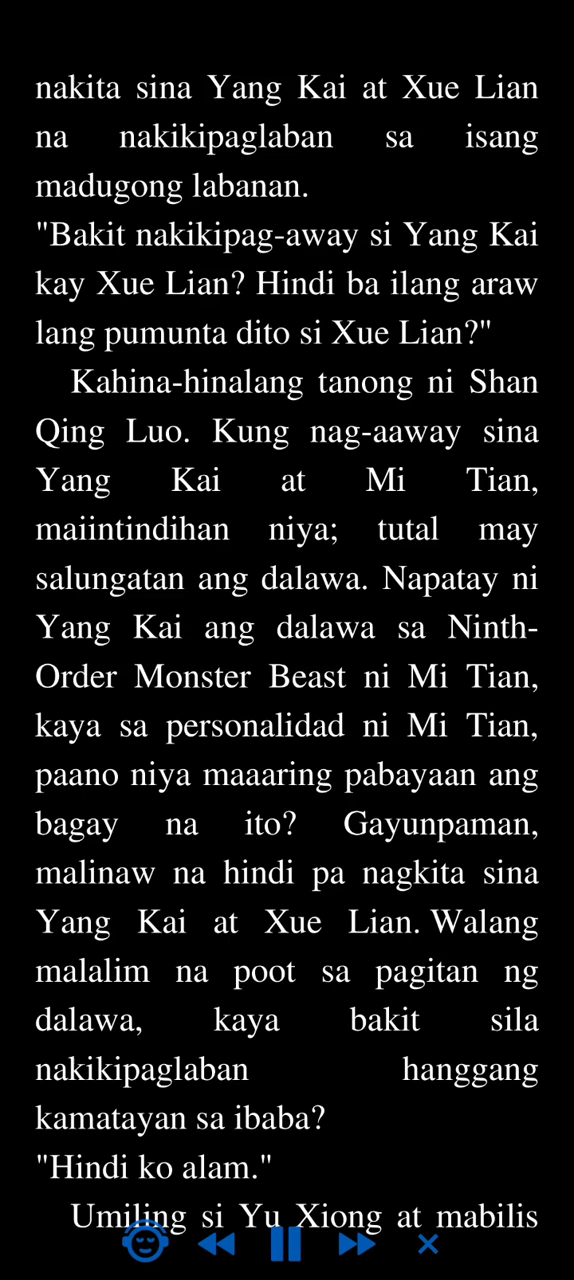 nakita sina Yang Kai at Xue Lian
na nakikipaglaban sa isang
madugong labanan.
"Bakit nakikipag-away si Yang Kai
kay Xue Lian? Hindi ba ilang araw
lang pumunta dito si Xue Lian?"
Kahina-hinalang tanong ni Shan
Qing Luo. Kung nag-aaway sina
Yang Kai at Mi Tian,
maiintindihan niya; tutal may
salungatan ang dalawa. Napatay ni
Yang Kai ang dalawa sa Ninth-
Order Monster Beast ni Mi Tian,
kaya sa personalidad ni Mi Tian,
paano niya maaaring pabayaan ang
bagay na ito? Gayunpaman,
malinaw na hindi pa nagkita sina
Yang Kai at Xue Lian. Walang
malalim na poot sa pagitan ng
dalawa, kaya bakit sila
nakikipaglaban hanggang
kamatayan sa ibaba?
"Hindi ko alam."
Umiling si Yu Xiong at mabilis